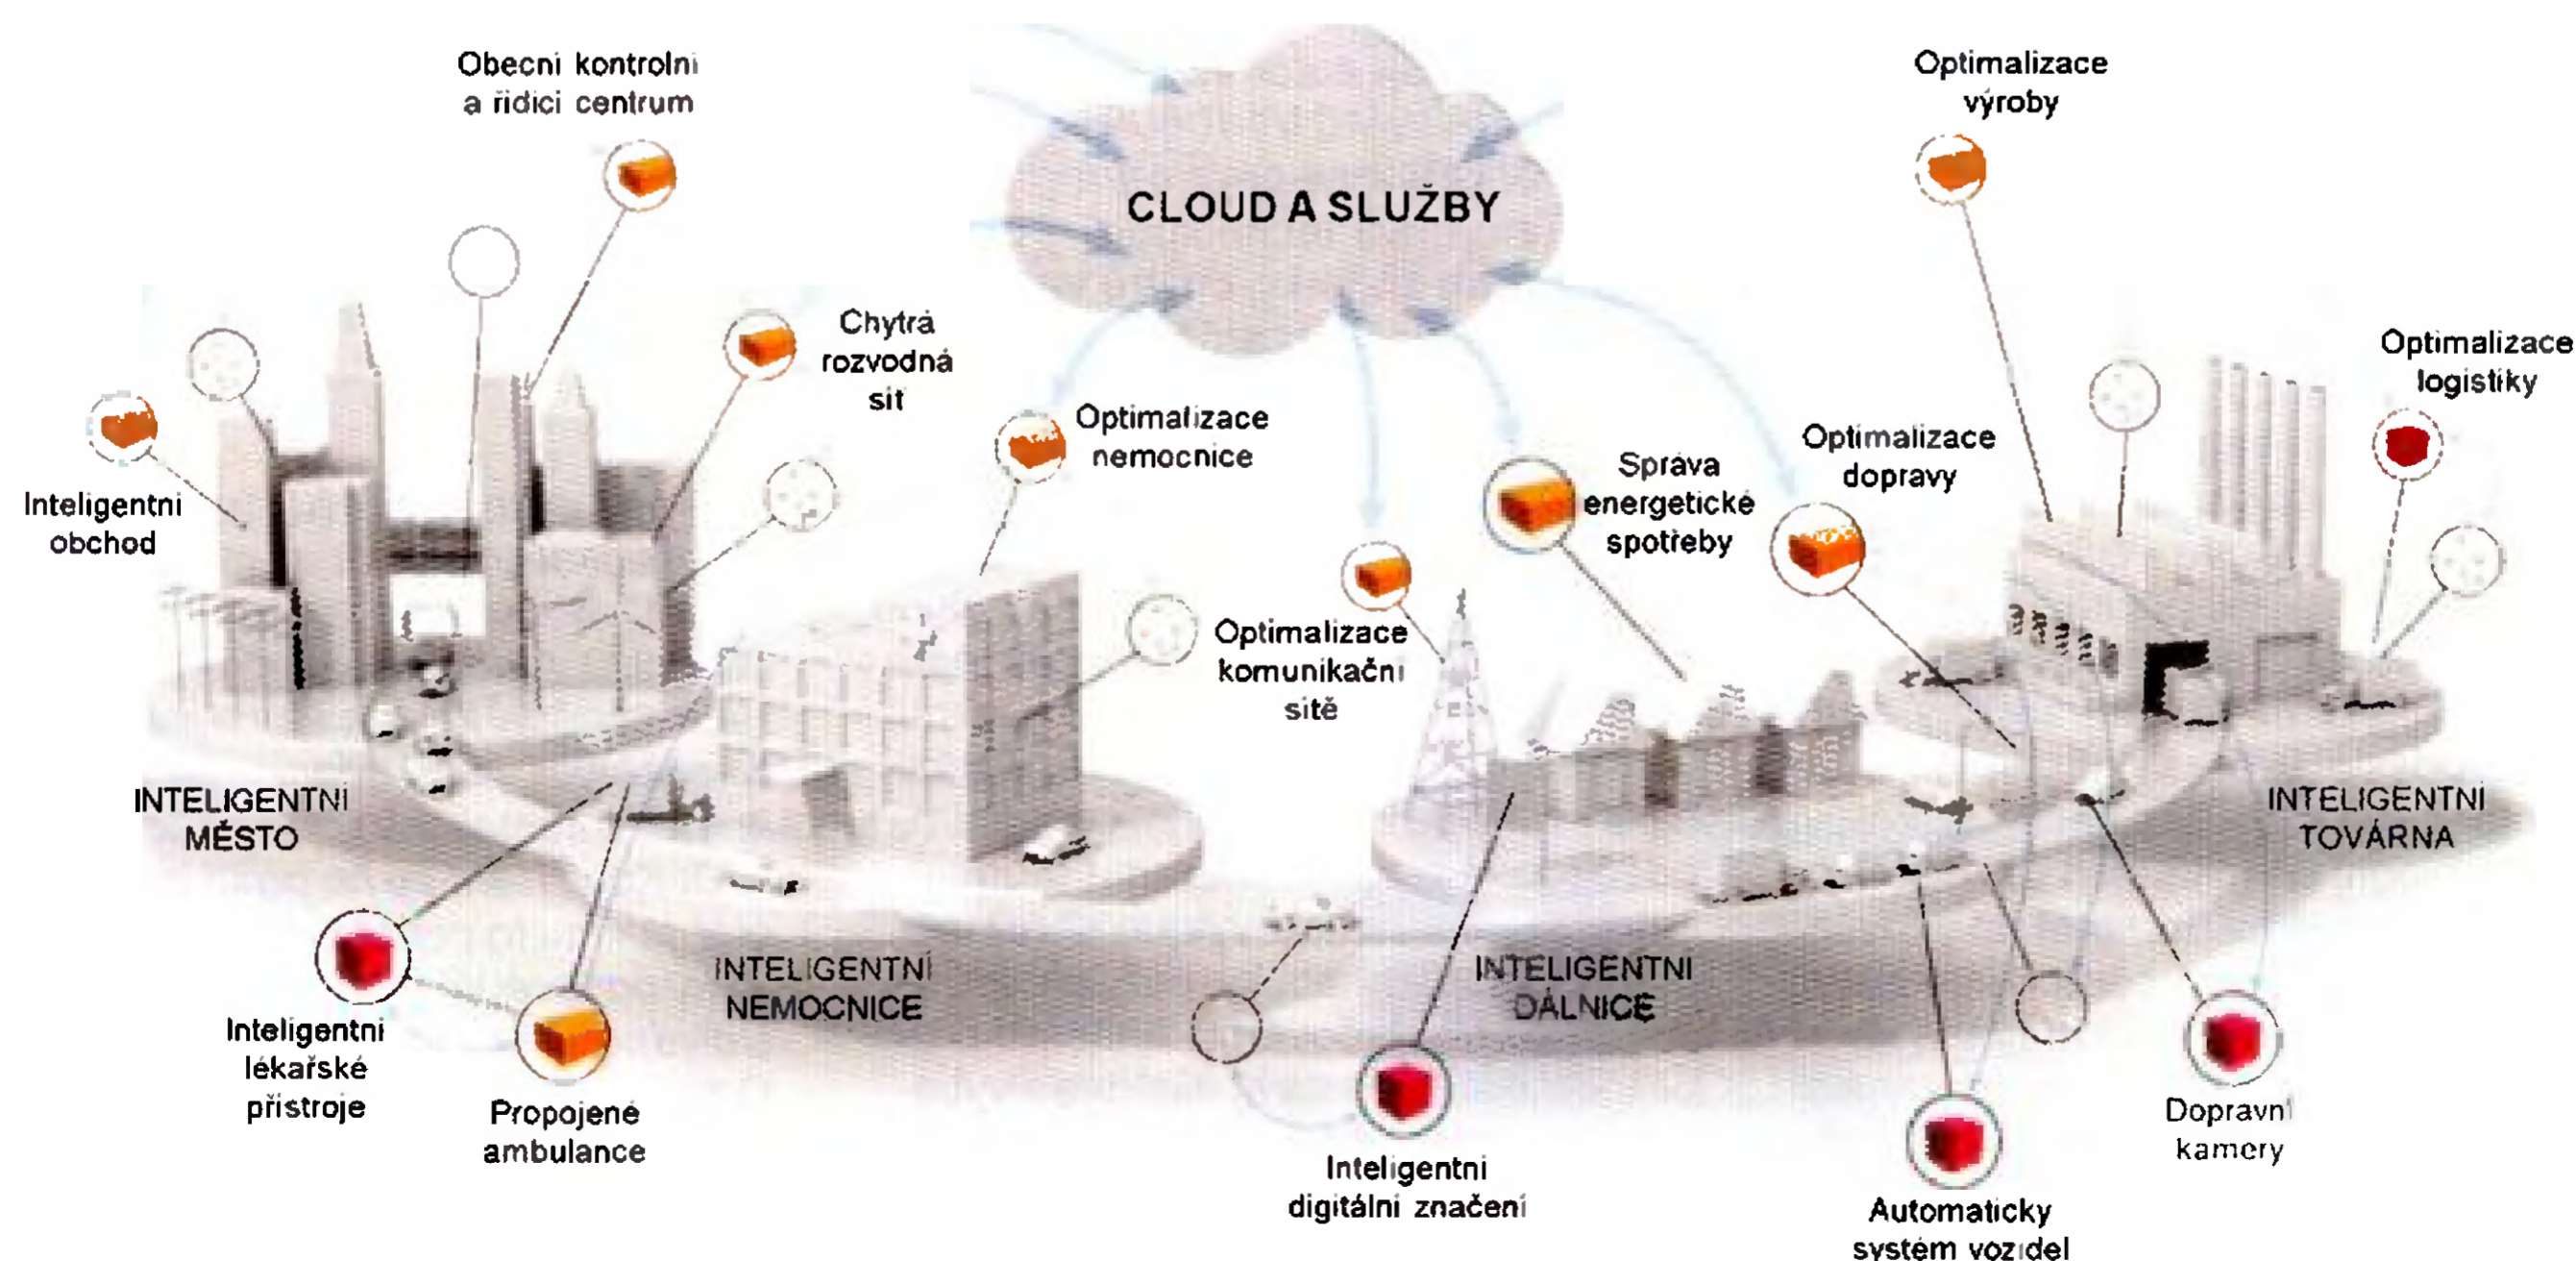 Obecní kontrolní
a řídicí centrum
CLOUD A SLUŽBY
Optimalizace
výroby
Chytrá
rozvodná
síť
Optimalizace
logistiky
Inteligentní
obchod
Optimalizace
nemocnice
Správa
energetické
spotřeby
Optimalizace
dopravy
Optimalizace
komunikační
sítě
INTELIGENTNÍ
MĚSTO
INTELIGENTNÍ
NEMOCNICE
INTELIGENTNÍ
DÁLNICE
INTELIGENTNÍ
TOVÁRNA
Inteligentní
lékařské
přístroje
Propojené
ambulance
Inteligentní
digitální značení
Automatický
systém vozidel
Dopravní
kamery